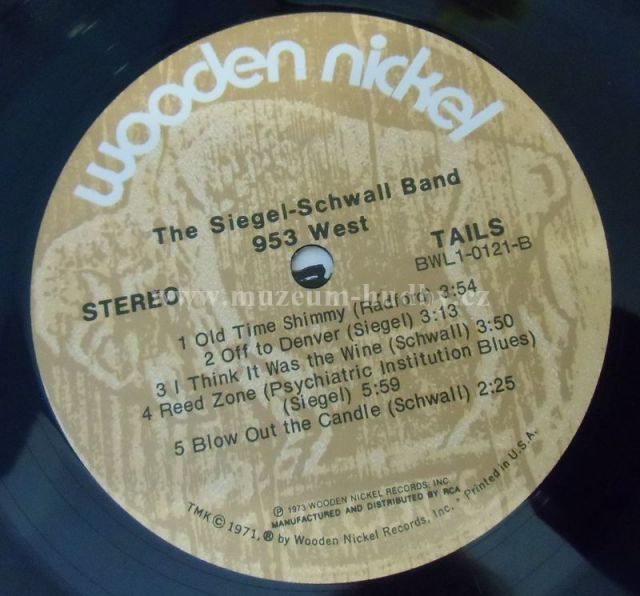 wooden nickel
The Siegel-Schwall Band
953 West
TAILS
BWL1-0121-B
STEREO
www.muzeum-hudby.cz
1 Old Time Shimmy (Radford) 3:54
2 Off to Denver (Siegel) 3:13
3 I Think It Was the Wine (Schwall) 3:50
4 Reed Zone (Psychiatric Institution Blues)
(Siegel) 5:59
5 Blow Out the Candle (Schwall) 2:25
℗ 1973 WOODEN NICKEL RECORDS, INC.
MANUFACTURED AND DISTRIBUTED BY RCA
TMK © 1971, ® by Wooden Nickel Records, Inc. • Printed in U.S.A.